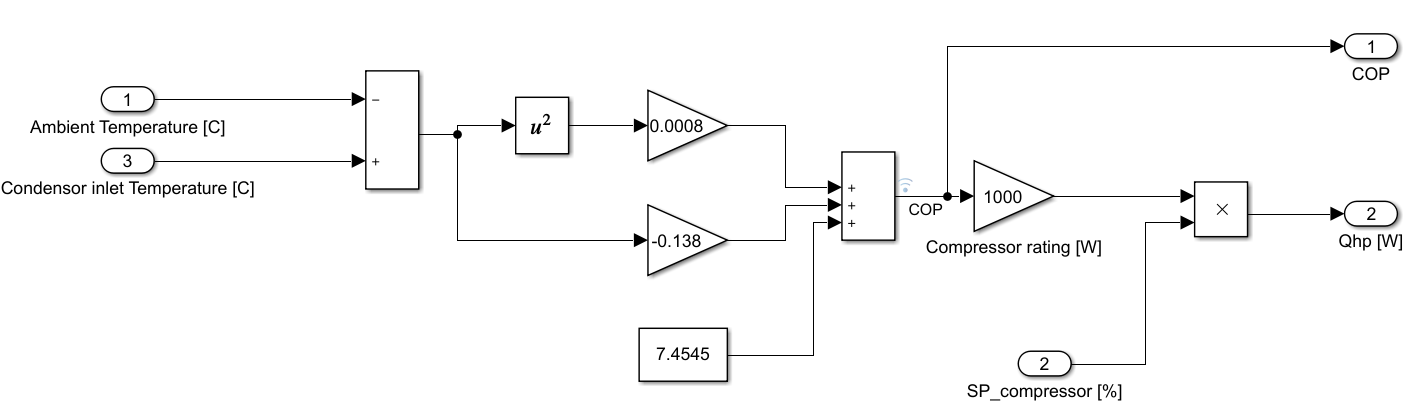 1
COP
1
Ambient Temperature [C]
−
3
Condensor inlet Temperature [C]
+
u²
0.0008
-0.138
7.4545
+
+
+
COP
1000
Compressor rating [W]
×
2
Qhp [W]
2
SP_compressor [%]